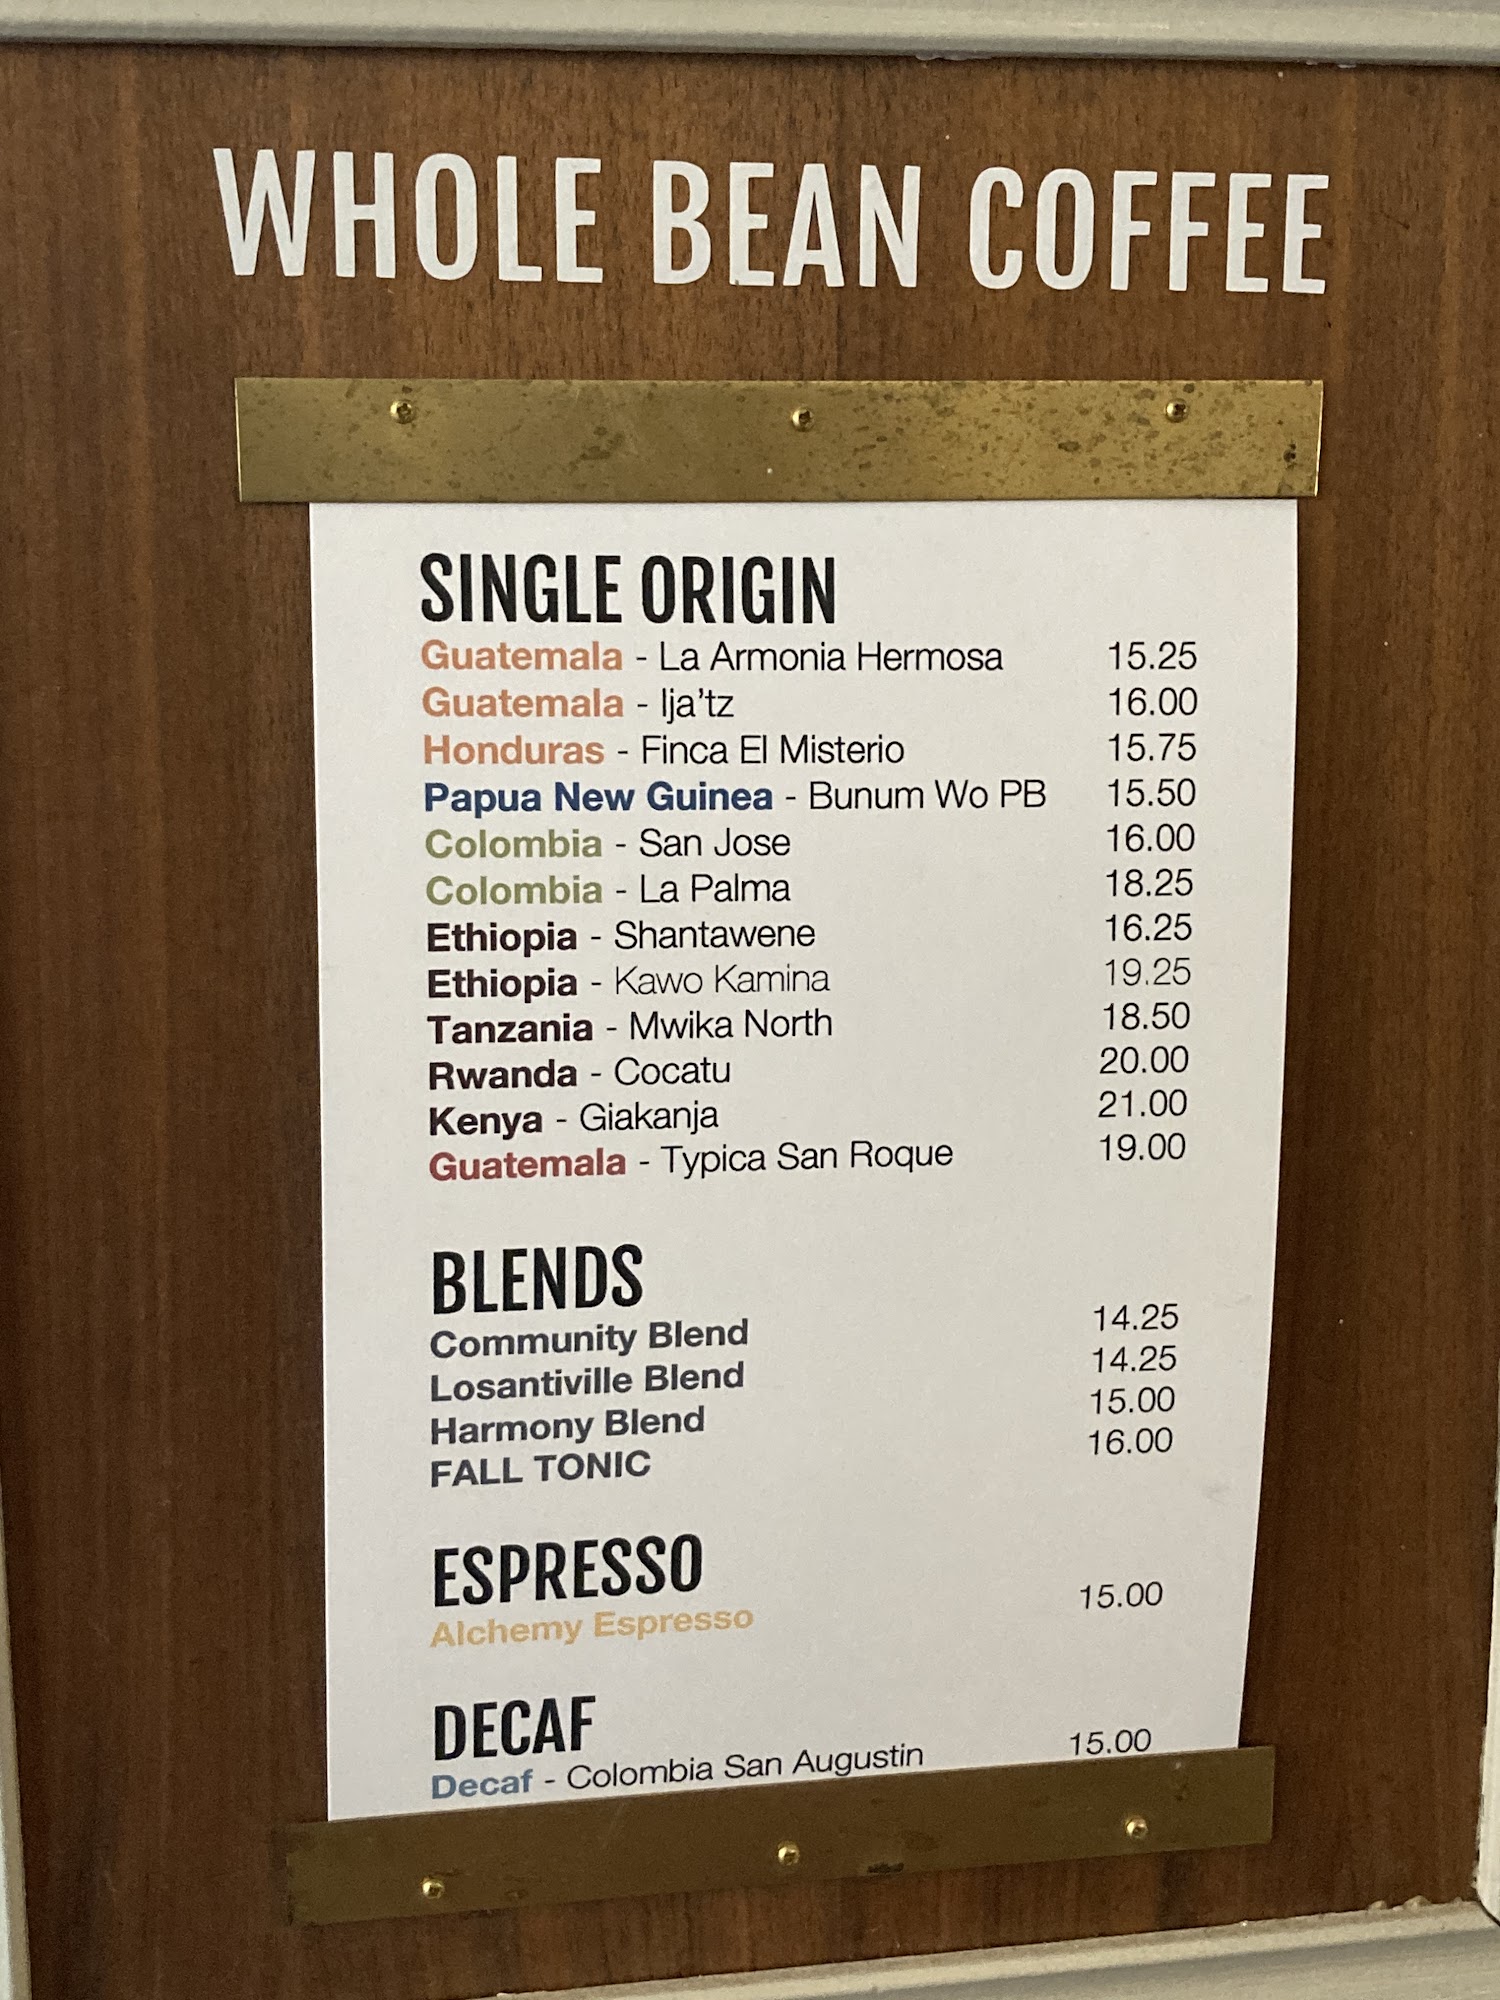 WHOLE BEAN COFFEE
SINGLE ORIGIN
Guatemala - La Armonia Hermosa 15.25
Guatemala - Ija'tz 16.00
Honduras - Finca El Misterio 15.75
Papua New Guinea - Bunum Wo PB 15.50
Colombia - San Jose 16.00
Colombia - La Palma 18.25
Ethiopia - Shantawene 16.25
Ethiopia - Kawo Kamina 19.25
Tanzania - Mwika North 18.50
Rwanda - Cocatu 20.00
Kenya - Giakanja 21.00
Guatemala - Typica San Roque 19.00
BLENDS
Community Blend 14.25
Losantiville Blend 14.25
Harmony Blend 15.00
FALL TONIC 16.00
ESPRESSO
Alchemy Espresso 15.00
DECAF
Decaf - Colombia San Augustin 15.00